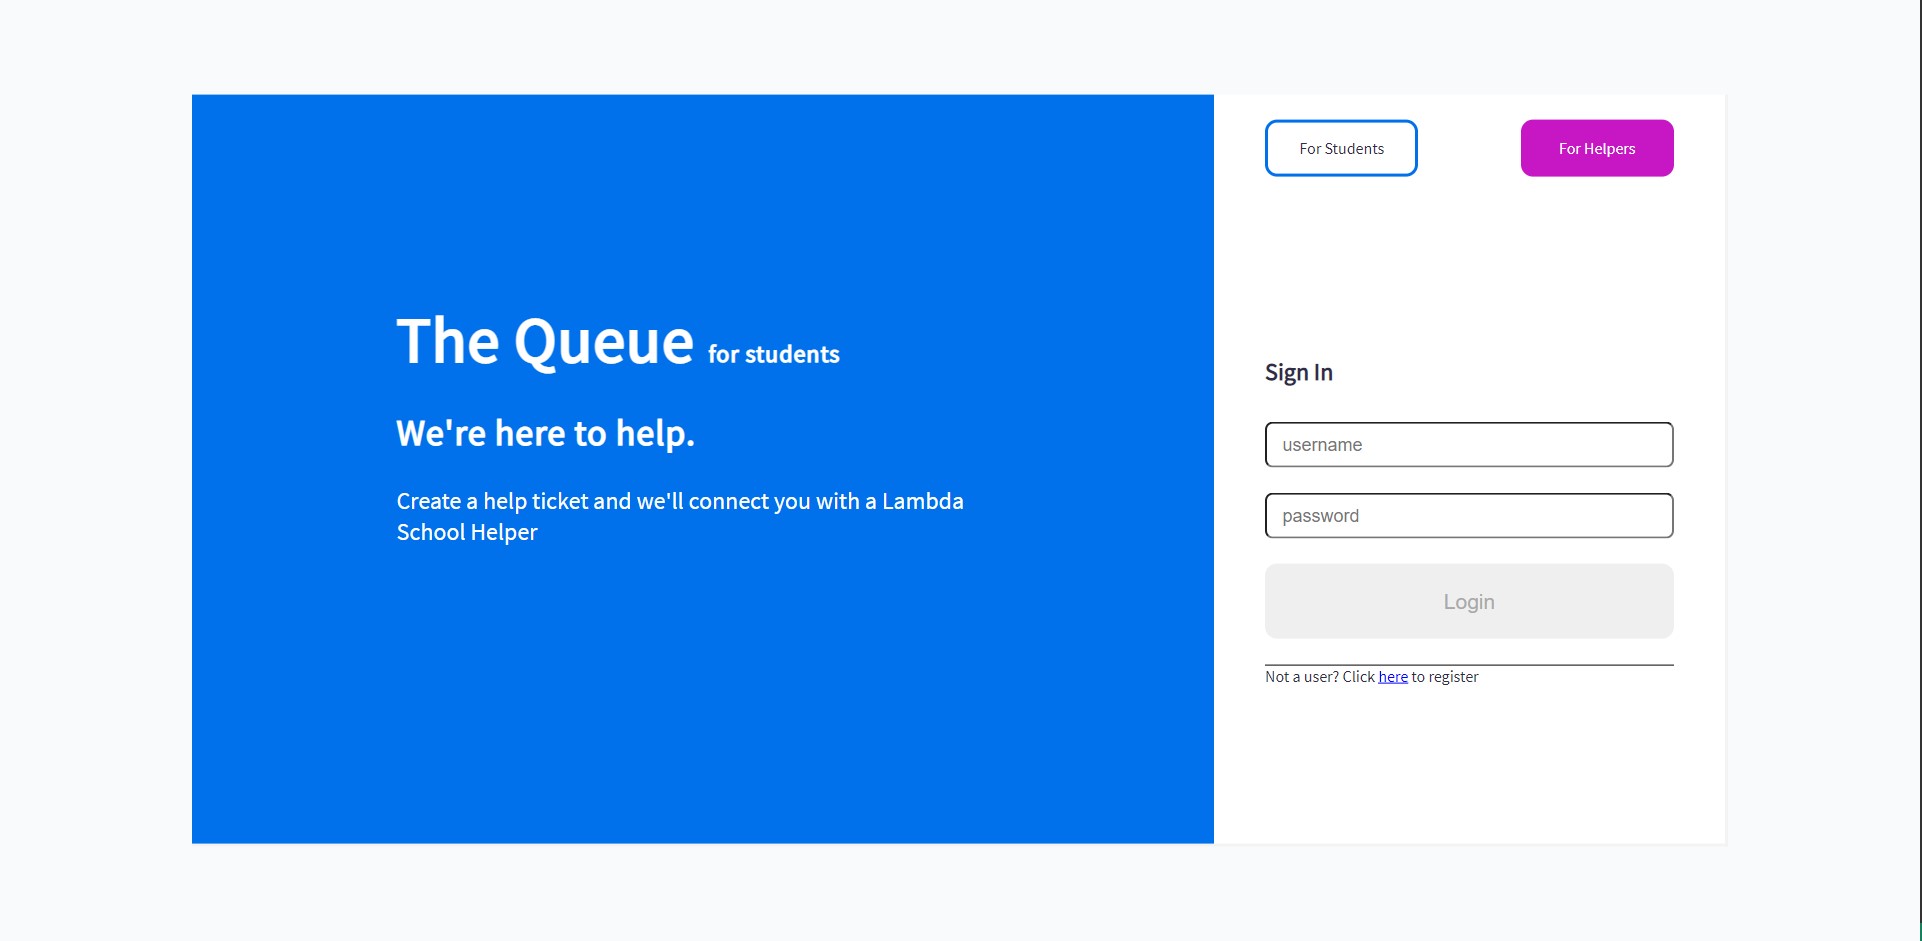 The Queue for students
We're here to help.
Create a help ticket and we'll connect you with a Lambda
School Helper
For Students
For Helpers
Sign In
username
password
Login
Not a user? Click here to register